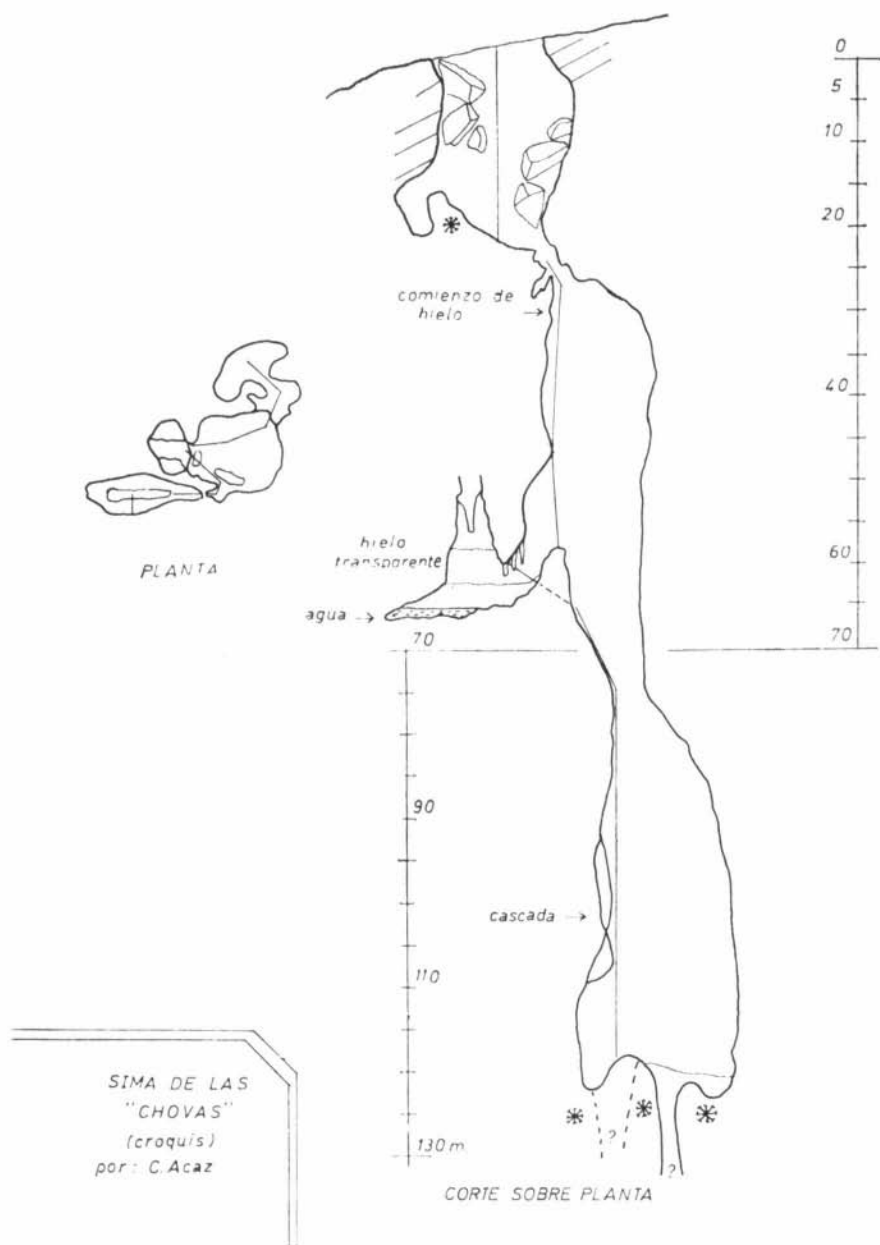 0
5
10
20
comienzo de
hielo
40
hielo
transparente
60
PLANTA
agua
70
70
90
cascada
110
SIMA DE LAS
"CHOVAS"
(croquis)
por: C. Acaz
?
130 m
?
CORTE SOBRE PLANTA